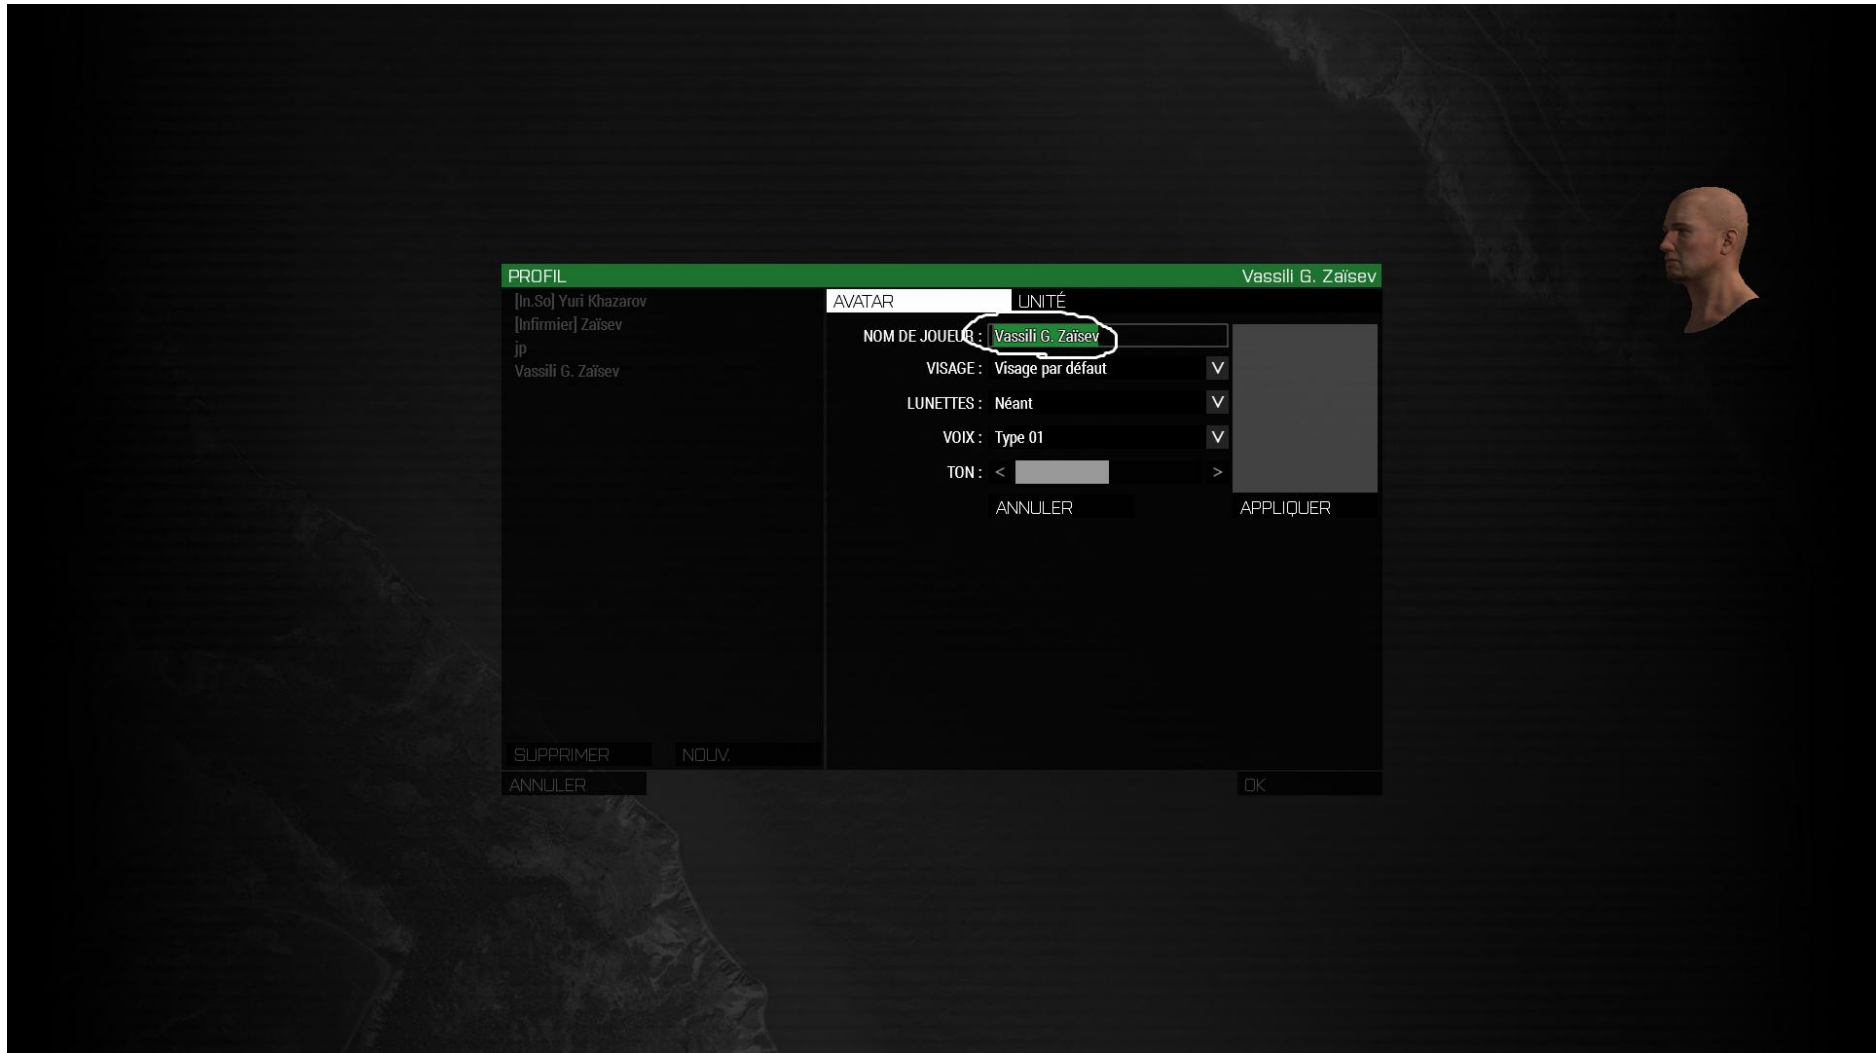 PROFIL Vassili G. Zaïsev
[In.So] Yuri Khazarov
[Infirmier] Zaïsev
jp
Vassili G. Zaïsev
AVATAR UNITÉ
NOM DE JOUEUR : Vassili G. Zaïsev
VISAGE : Visage par défaut V
LUNETTES : Néant V
VOIX : Type 01 V
TON : < >
ANNULER APPLIQUER
SUPPRIMER NOUV.
ANNULER OK